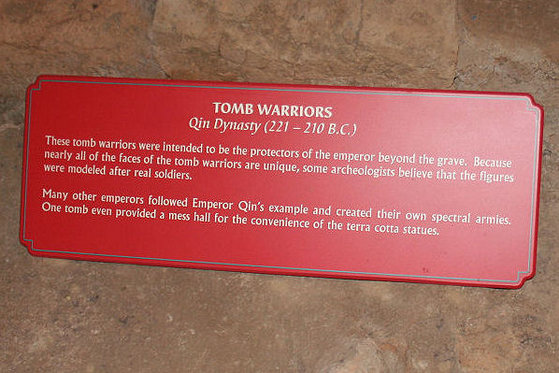 TOMB WARRIORS
Qin Dynasty (221 – 210 B.C.)
These tomb warriors were intended to be the protectors of the emperor beyond the grave. Because
nearly all of the faces of the tomb warriors are unique, some archeologists believe that the figures
were modeled after real soldiers.
Many other emperors followed Emperor Qin's example and created their own spectral armies.
One tomb even provided a mess hall for the convenience of the terra cotta statues.